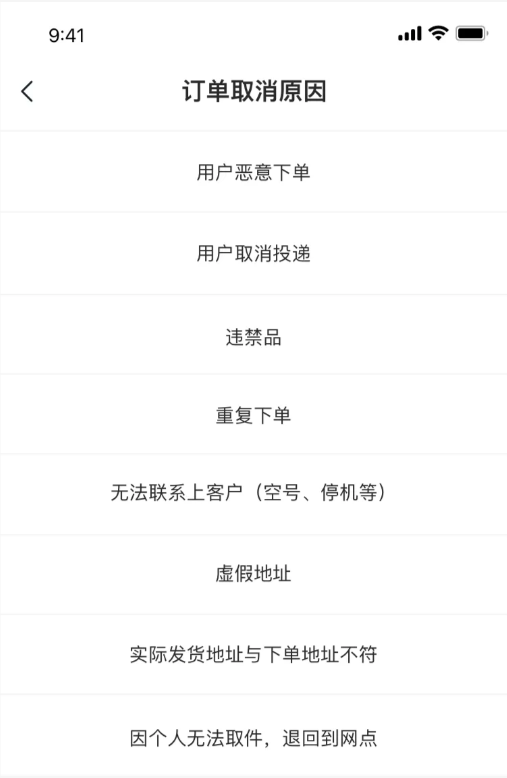 9:41
订单取消原因
用户恶意下单
用户取消投递
违禁品
重复下单
无法联系上客户（空号、停机等）
虚假地址
实际发货地址与下单地址不符
因个人无法取件，退回到网点